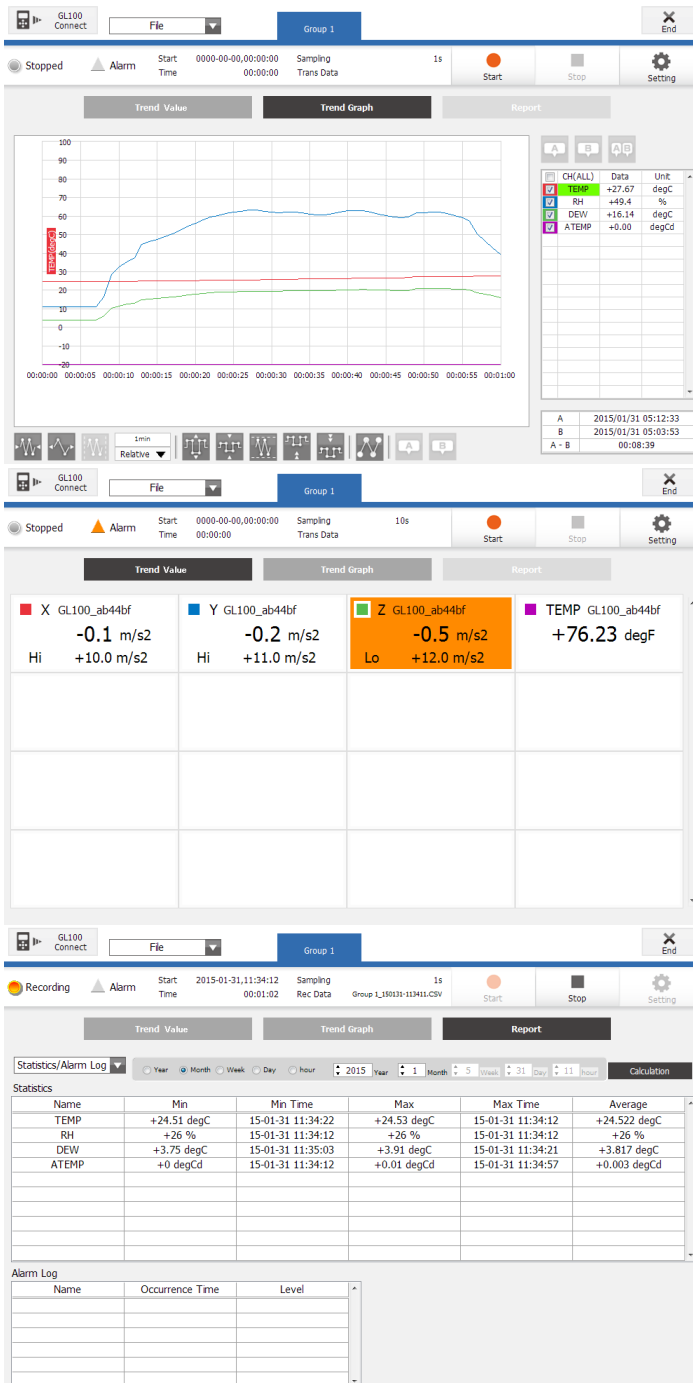 GL100
Connect
File
Group 1
End
Stopped
Alarm
Start 0000-00-00,00:00:00
Time 00:00:00
Sampling 1s
Trans Data
Start
Stop
Setting
Trend Value
Trend Graph
Report
100
90
80
70
60
50
40
30
20
10
0
-10
-20
TEMP(degC)
00:00:00 00:00:05 00:00:10 00:00:15 00:00:20 00:00:25 00:00:30 00:00:35 00:00:40 00:00:45 00:00:50 00:00:55 00:01:00
A B A B
CH(ALL) Data Unit
TEMP +27.67 degC
RH +49.4 %
DEW +16.14 degC
ATEMP +0.00 degCd
A 2015/01/31 05:12:33
B 2015/01/31 05:03:53
A - B 00:08:39
1min
Relative
A B
GL100
Connect
File
Group 1
End
Stopped
Alarm
Start 0000-00-00,00:00:00
Time 00:00:00
Sampling 10s
Trans Data
Start
Stop
Setting
Trend Value
Trend Graph
Report
X GL100_ab44bf
-0.1 m/s2
Hi +10.0 m/s2
Y GL100_ab44bf
-0.2 m/s2
Hi +11.0 m/s2
Z GL100_ab44bf
-0.5 m/s2
Lo +12.0 m/s2
TEMP GL100_ab44bf
+76.23 degF
GL100
Connect
File
Group 1
End
Recording
Alarm
Start 2015-01-31,11:34:12
Time 00:01:02
Sampling 1s
Rec Data Group 1_150131-113411.CSV
Start
Stop
Setting
Trend Value
Trend Graph
Report
Statistics/Alarm Log
Year Month Week Day hour
2015 Year 1 Month 5 Week 31 Day 11 hour
Calculation
Statistics
Name Min Min Time Max Max Time Average
TEMP +24.51 degC 15-01-31 11:34:22 +24.53 degC 15-01-31 11:34:12 +24.522 degC
RH +26 % 15-01-31 11:34:12 +26 % 15-01-31 11:34:12 +26 %
DEW +3.75 degC 15-01-31 11:35:03 +3.91 degC 15-01-31 11:34:21 +3.817 degC
ATEMP +0 degCd 15-01-31 11:34:12 +0.01 degCd 15-01-31 11:34:57 +0.003 degCd
Alarm Log
Name Occurrence Time Level